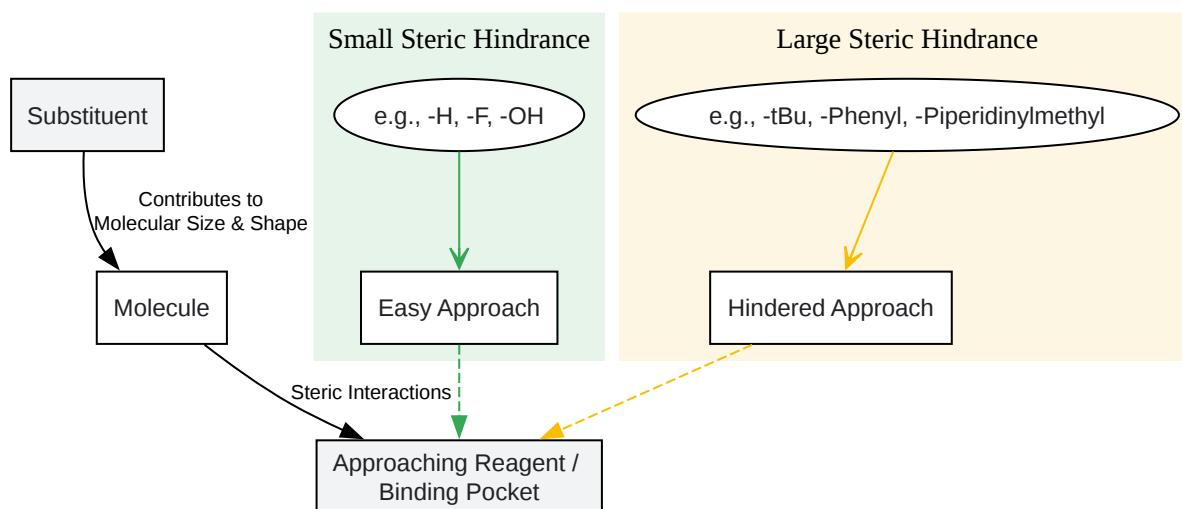 Small Steric Hindrance
Large Steric Hindrance
Substituent
e.g., -H, -F, -OH
e.g., -tBu, -Phenyl, -Piperidinylmethyl
Contributes to
Molecular Size & Shape
Molecule
Easy Approach
Hindered Approach
Steric Interactions
Approaching Reagent /
Binding Pocket